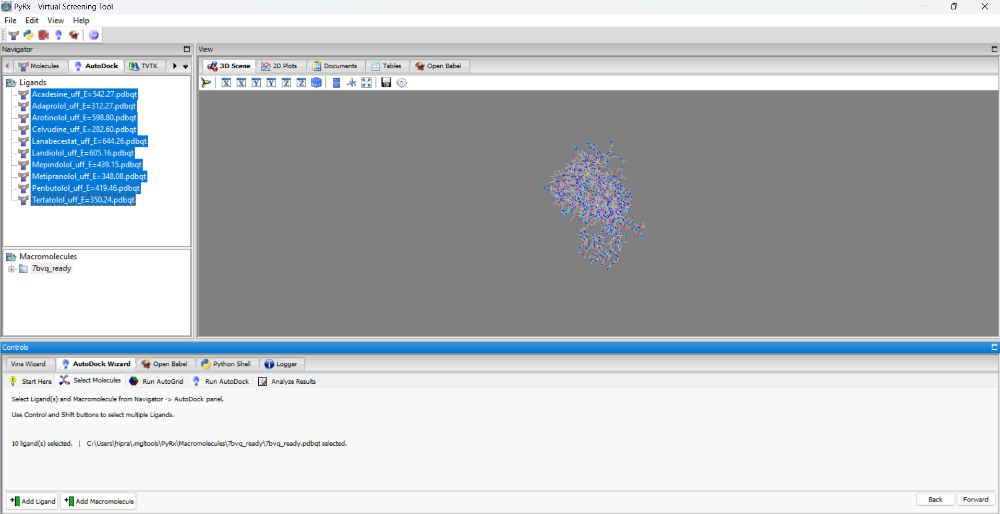 PyRx - Virtual Screening Tool
File Edit View Help
Navigator
View
Molecules AutoDock TVTK
3D Scene 2D Plots Documents Tables Open Babel
X X Y Y Z Z
Ligands
Acadesine_uff_E=542.27.pdbqt
Adaprolol_uff_E=312.27.pdbqt
Arotinolol_uff_E=598.80.pdbqt
Celvudine_uff_E=282.60.pdbqt
Lanabecestat_uff_E=644.26.pdbqt
Landiolol_uff_E=605.16.pdbqt
Mepindolol_uff_E=439.15.pdbqt
Metipranolol_uff_E=348.08.pdbqt
Penbutolol_uff_E=419.46.pdbqt
Tertatolol_uff_E=350.24.pdbqt
Macromolecules
7bvq_ready
Controls
Vina Wizard AutoDock Wizard Open Babel Python Shell Logger
Start Here Select Molecules Run AutoGrid Run AutoDock Analyze Results
Select Ligand(s) and Macromolecule from Navigator -> AutoDock panel.
Use Control and Shift buttons to select multiple Ligands.
10 ligand(s) selected. | C:\Users\hipra\.mgltools\PyRx\Macromolecules\7bvq_ready\7bvq_ready.pdbqt selected.
Add Ligand Add Macromolecule Back Forward